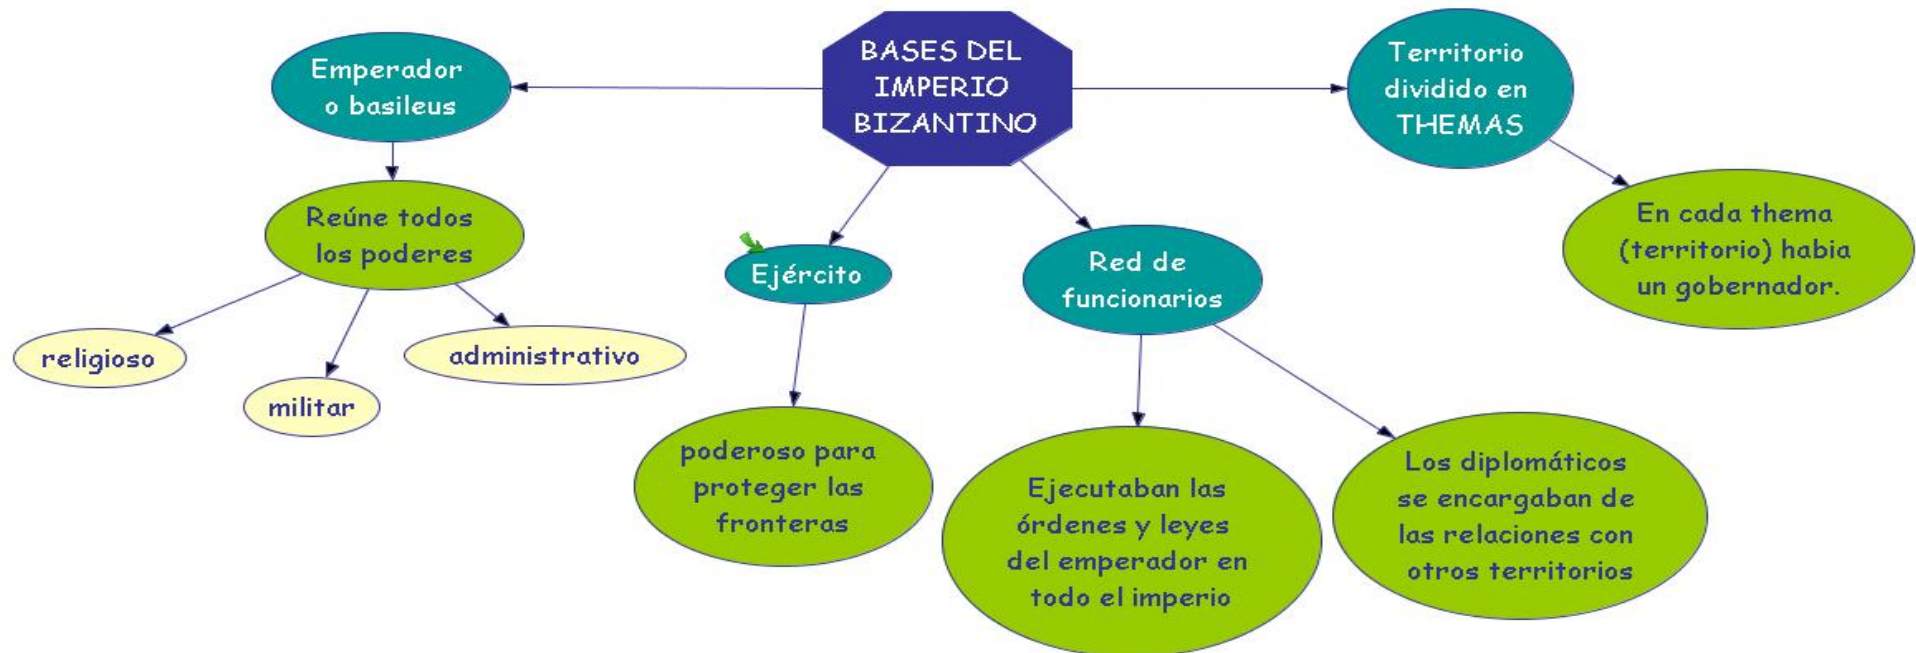 BASES DEL
IMPERIO
BIZANTINO
Emperador
o basileus
Reúne todos
los poderes
religioso
militar
administrativo
Ejército
poderoso para
proteger las
fronteras
Red de
funcionarios
Ejecutaban las
órdenes y leyes
del emperador en
todo el imperio
Los diplomáticos
se encargaban de
las relaciones con
otros territorios
Territorio
dividido en
THEMAS
En cada thema
(territorio) habia
un gobernador.